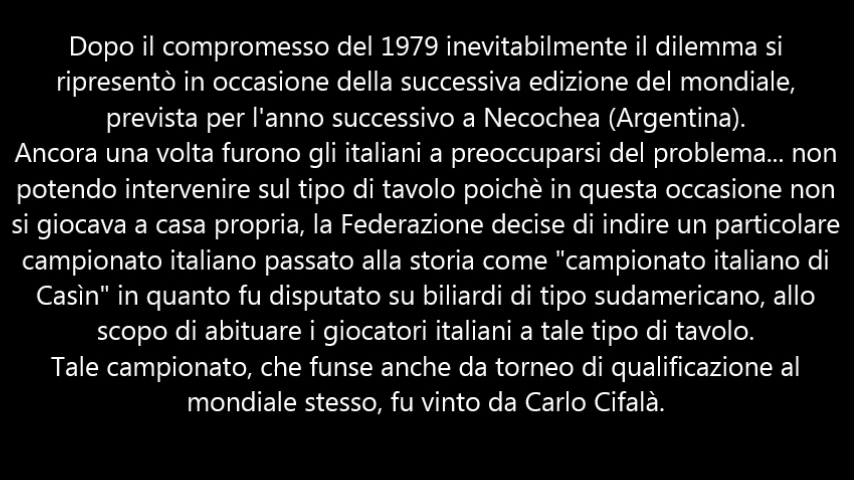 Dopo il compromesso del 1979 inevitabilmente il dilemma si
ripresentò in occasione della successiva edizione del mondiale,
prevista per l'anno successivo a Necochea (Argentina).
Ancora una volta furono gli italiani a preoccuparsi del problema... non
potendo intervenire sul tipo di tavolo poichè in questa occasione non
si giocava a casa propria, la Federazione decise di indire un particolare
campionato italiano passato alla storia come "campionato italiano di
Casìn" in quanto fu disputato su biliardi di tipo sudamericano, allo
scopo di abituare i giocatori italiani a tale tipo di tavolo.
Tale campionato, che funse anche da torneo di qualificazione al
mondiale stesso, fu vinto da Carlo Cifalà.